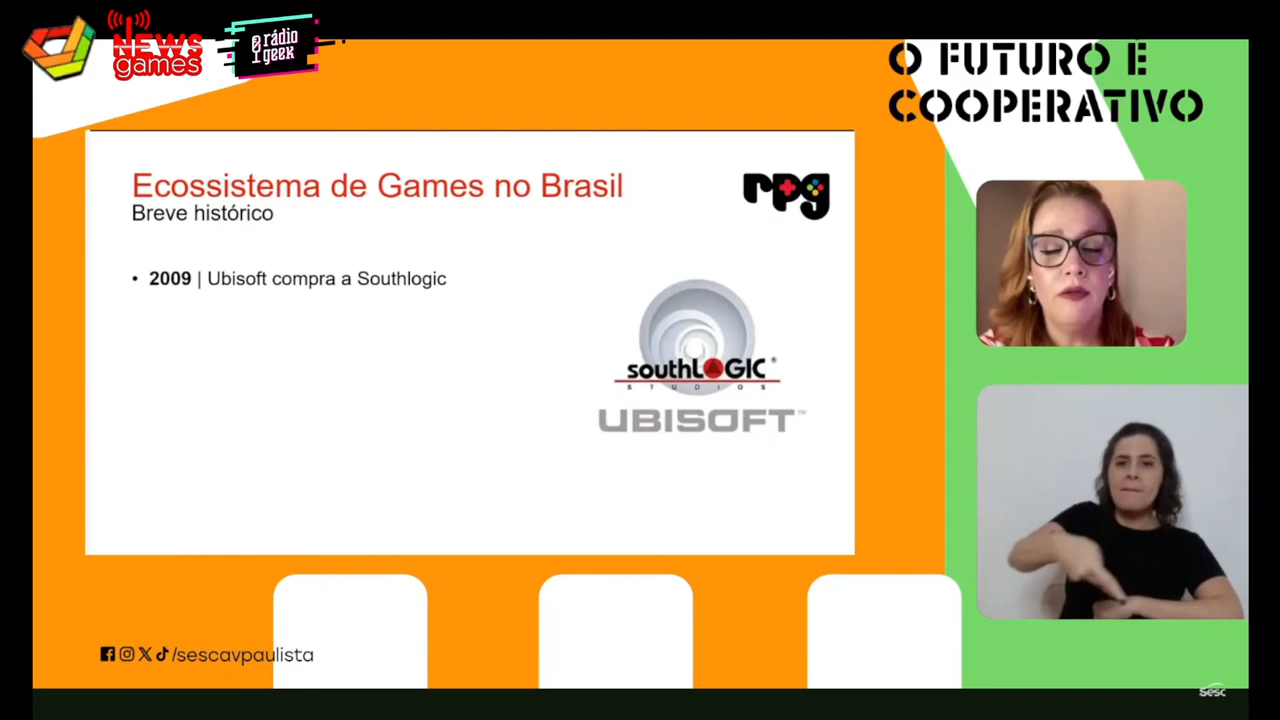 NEWS
games
rádio
geek
O FUTURO É
COOPERATIVO
Ecossistema de Games no Brasil
Breve histórico
rpg
• 2009 | Ubisoft compra a Southlogic
southLOGIC®
STUDIOS
UBISOFT™
/sescavpaulista
Sesc